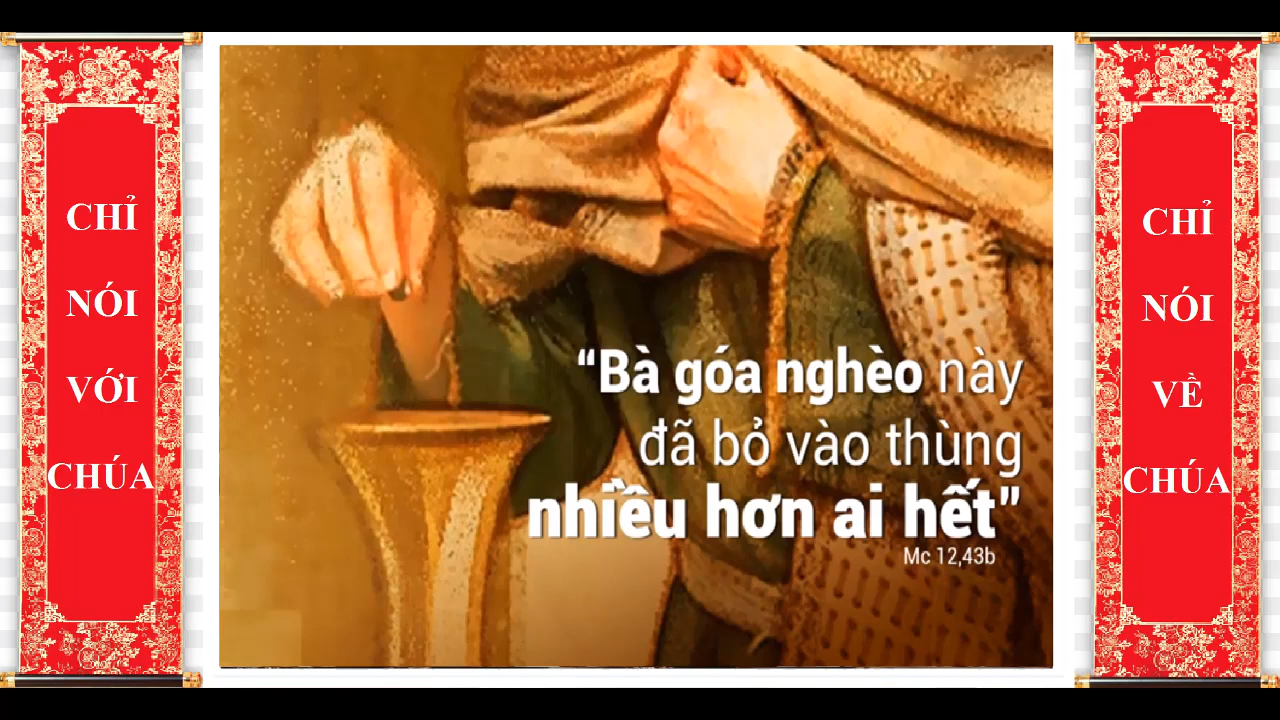 CHỈ
NÓI
VỚI
CHÚA
“Bà góa nghèo này
đã bỏ vào thùng
nhiều hơn ai hết”
Mc 12,43b
CHỈ
NÓI
VỀ
CHÚA